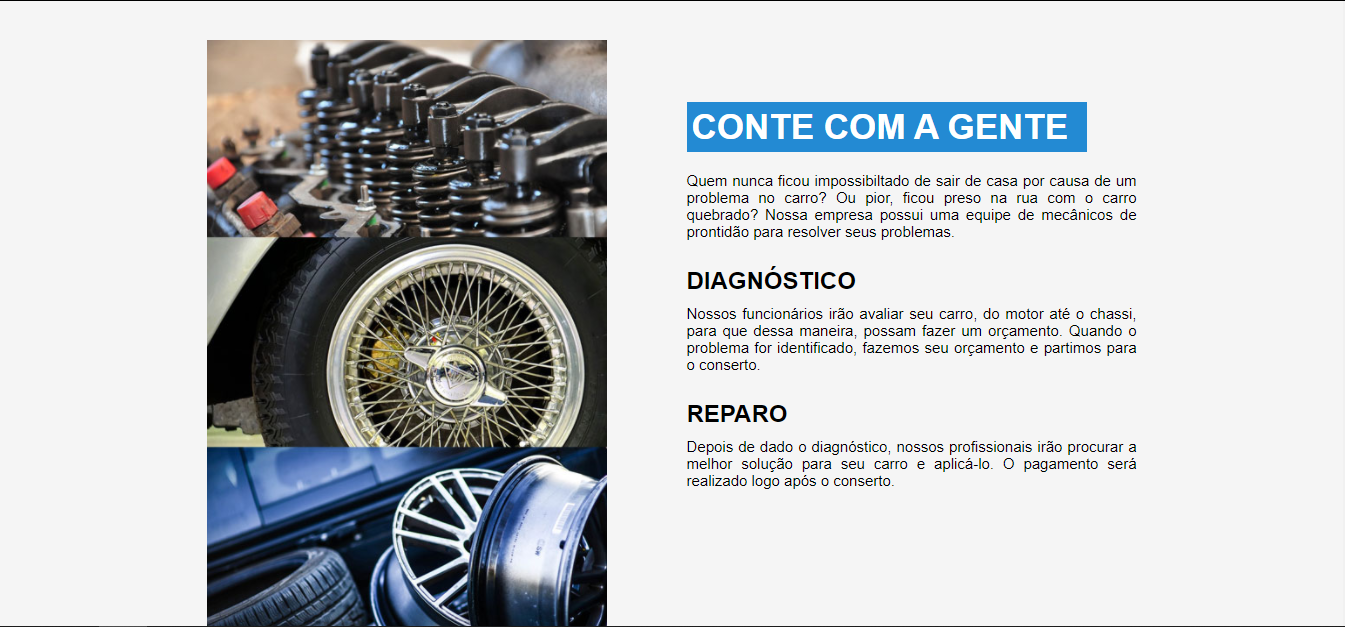 CONTE COM A GENTE
Quem nunca ficou impossibiltado de sair de casa por causa de um
problema no carro? Ou pior, ficou preso na rua com o carro
quebrado? Nossa empresa possui uma equipe de mecânicos de
prontidão para resolver seus problemas.
DIAGNÓSTICO
Nossos funcionários irão avaliar seu carro, do motor até o chassi,
para que dessa maneira, possam fazer um orçamento. Quando o
problema for identificado, fazemos seu orçamento e partimos para
o conserto.
REPARO
Depois de dado o diagnóstico, nossos profissionais irão procurar a
melhor solução para seu carro e aplicá-lo. O pagamento será
realizado logo após o conserto.